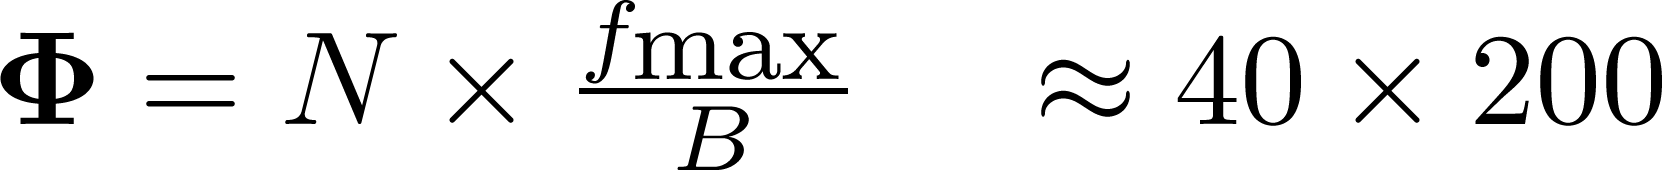 Φ = N × fmax/B ≈ 40 × 200